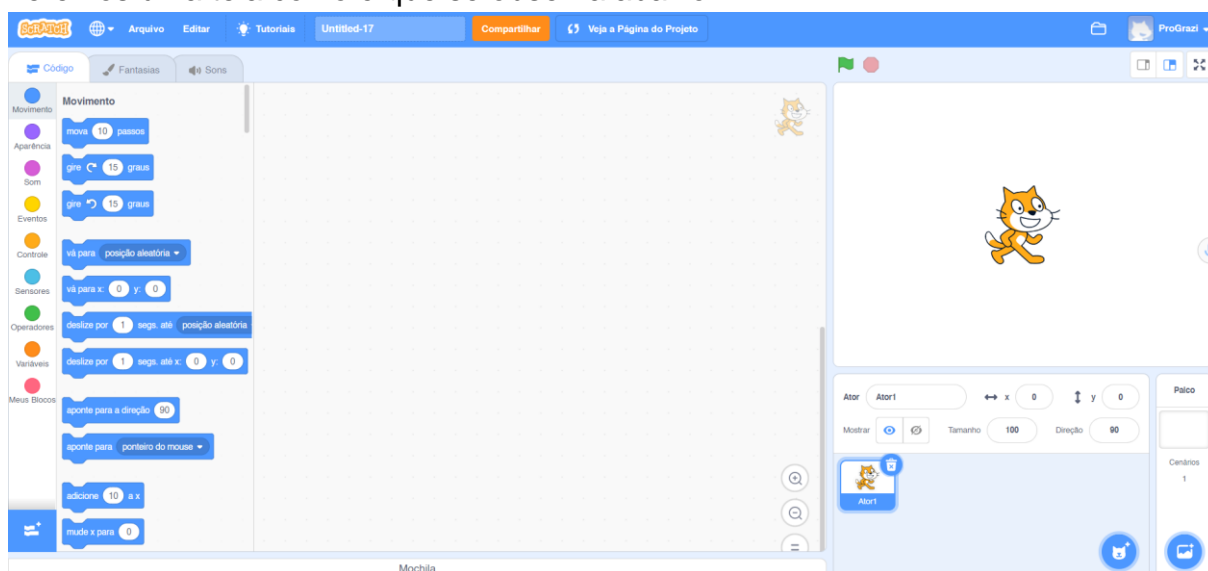 SCRATCH Arquivo Editar Tutoriais Untitled-17 Compartilhar Veja a Página do Projeto ProGrazi
Código Fantasias Sons
Movimento
Aparência
Som
Eventos
Controle
Sensores
Operadores
Variáveis
Meus Blocos
Movimento
mova 10 passos
gire 15 graus
gire 15 graus
vá para posição aleatória
vá para x: 0 y: 0
deslize por 1 segs. até posição aleatória
deslize por 1 segs. até x: 0 y: 0
aponte para a direção 90
aponte para ponteiro do mouse
adicione 10 a x
mude x para 0
Mochila
Ator Ator1 x 0 y 0
Mostrar Tamanho 100 Direção 90
Ator1
Palco
Cenários
1